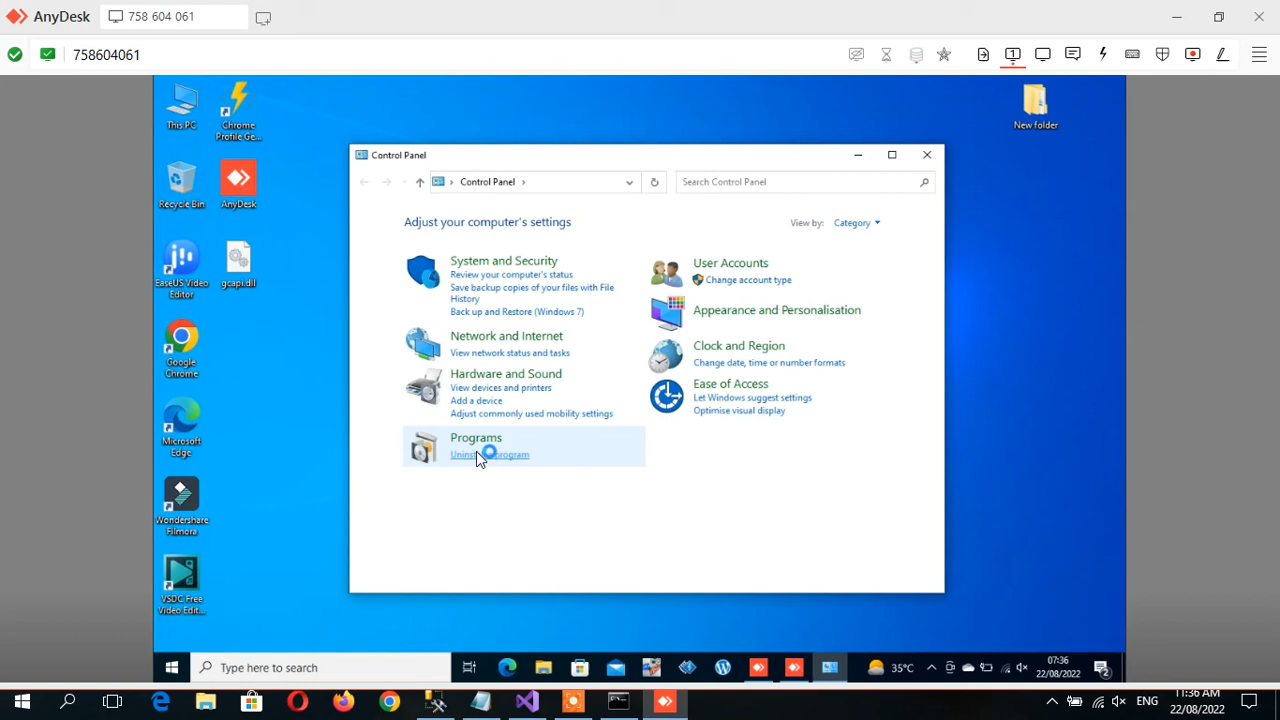 AnyDesk
758 604 061
758604061
1
This PC
Chrome
Profile Ge...
New folder
Control Panel
Control Panel
Search Control Panel
Recycle Bin
AnyDesk
Adjust your computer's settings
View by:
Category
System and Security
Review your computer's status
Save backup copies of your files with File
History
Back up and Restore (Windows 7)
User Accounts
Change account type
EaseUS Video
Editor
gcapi.dll
Appearance and Personalisation
Network and Internet
View network status and tasks
Clock and Region
Change date, time or number formats
Google
Chrome
Hardware and Sound
View devices and printers
Add a device
Adjust commonly used mobility settings
Ease of Access
Let Windows suggest settings
Optimise visual display
Microsoft
Edge
Programs
Uninst program
Wondershare
Filmora
VSDC Free
Video Edit...
Type here to search
35°C
07:36
22/08/2022
2
ENG
11:36 AM
22/08/2022